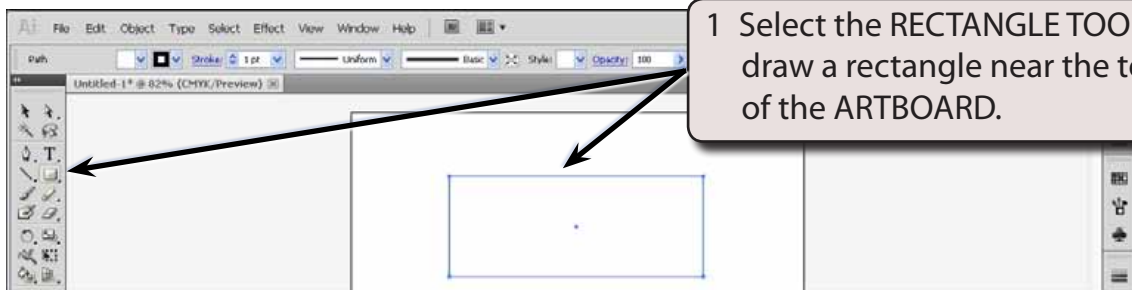 Ai File Edit Object Type Select Effect View Window Help
Path Stroke: 1 pt Uniform Basic Style: Opacity: 100
Untitled-1* @ 82% (CMYK/Preview)
T
1 Select the RECTANGLE TOO
draw a rectangle near the t
of the ARTBOARD.